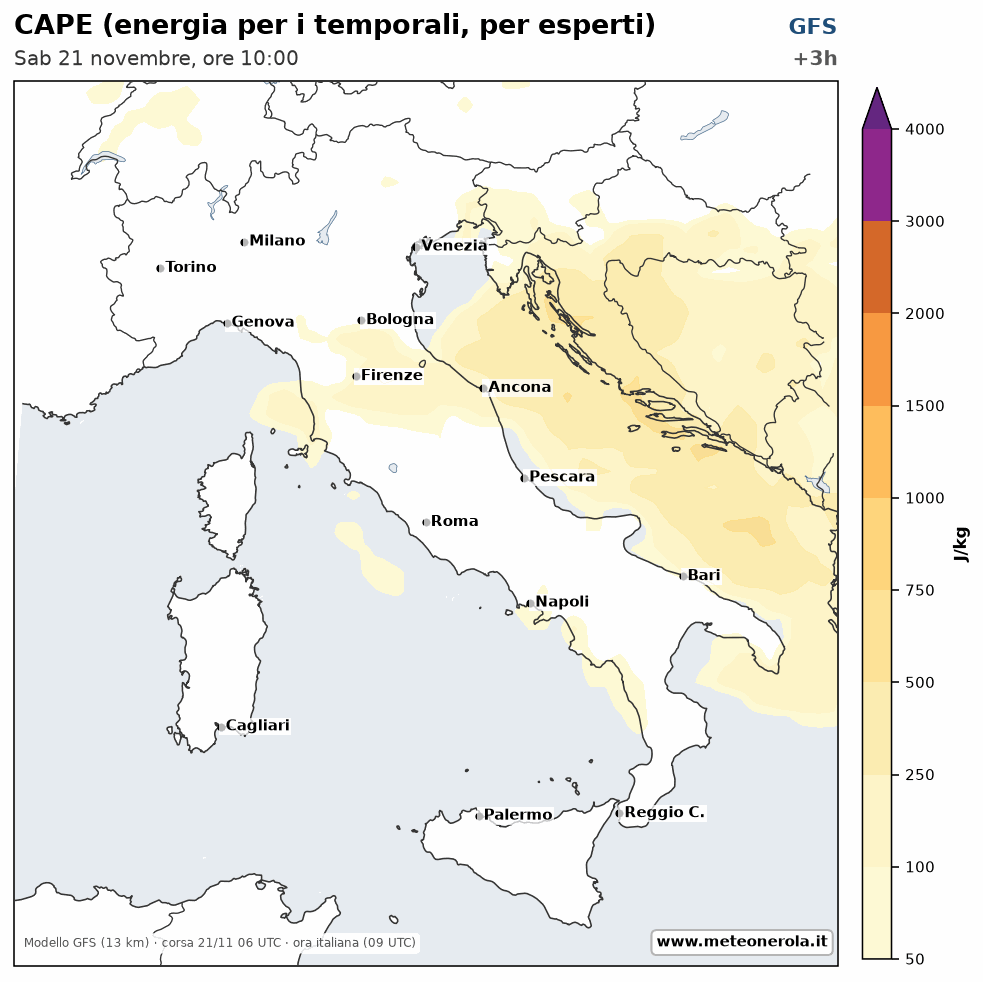 CAPE (energia per i temporali, per esperti)
GFS
Sab 21 novembre, ore 10:00
+3h
4000
3000
2000
1500
1000
750
500
250
100
50
J/kg
Milano
Venezia
Torino
Genova
Bologna
Firenze
Ancona
Pescara
Roma
Bari
Napoli
Cagliari
Palermo
Reggio C.
Modello GFS (13 km) · corsa 21/11 06 UTC · ora italiana (09 UTC)
www.meteonerola.it